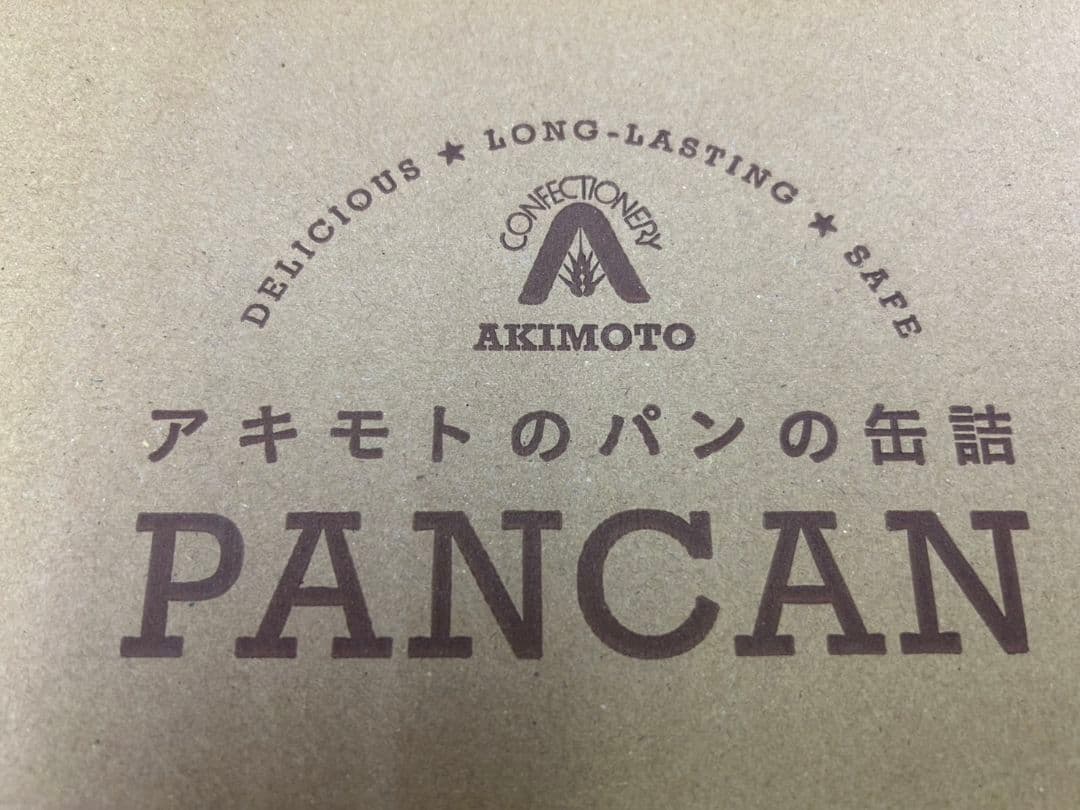 DELICIOUS ★ LONG-LASTING ★ SAFE
CONFECTIONERY
AKIMOTO
アキモトのパンの缶詰
PANCAN